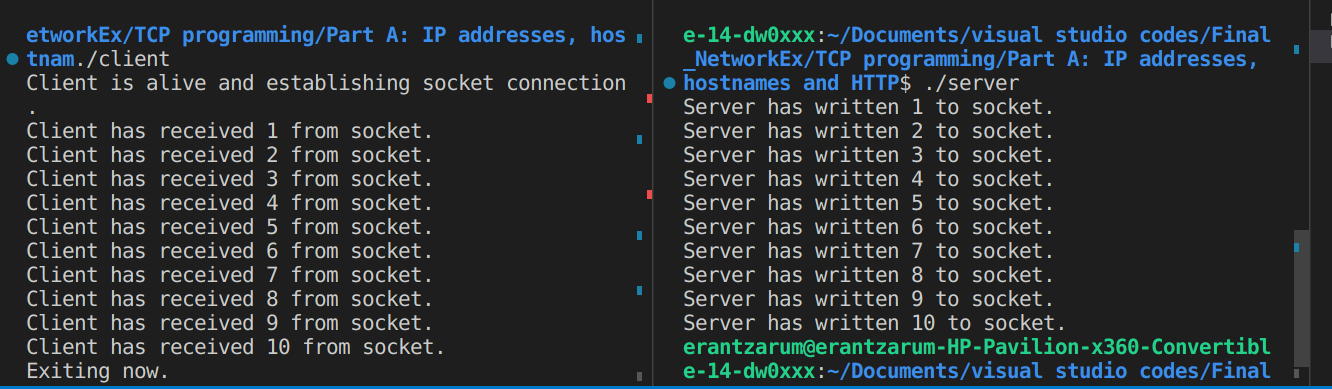 etworkEx/TCP programming/Part A: IP addresses, hos
tnam./client
Client is alive and establishing socket connection
.
Client has received 1 from socket.
Client has received 2 from socket.
Client has received 3 from socket.
Client has received 4 from socket.
Client has received 5 from socket.
Client has received 6 from socket.
Client has received 7 from socket.
Client has received 8 from socket.
Client has received 9 from socket.
Client has received 10 from socket.
Exiting now.
e-14-dw0xxx:~/Documents/visual studio codes/Final
_NetworkEx/TCP programming/Part A: IP addresses,
hostnames and HTTP$ ./server
Server has written 1 to socket.
Server has written 2 to socket.
Server has written 3 to socket.
Server has written 4 to socket.
Server has written 5 to socket.
Server has written 6 to socket.
Server has written 7 to socket.
Server has written 8 to socket.
Server has written 9 to socket.
Server has written 10 to socket.
erantzarum@erantzarum-HP-Pavilion-x360-Convertibl
e-14-dw0xxx:~/Documents/visual studio codes/Final